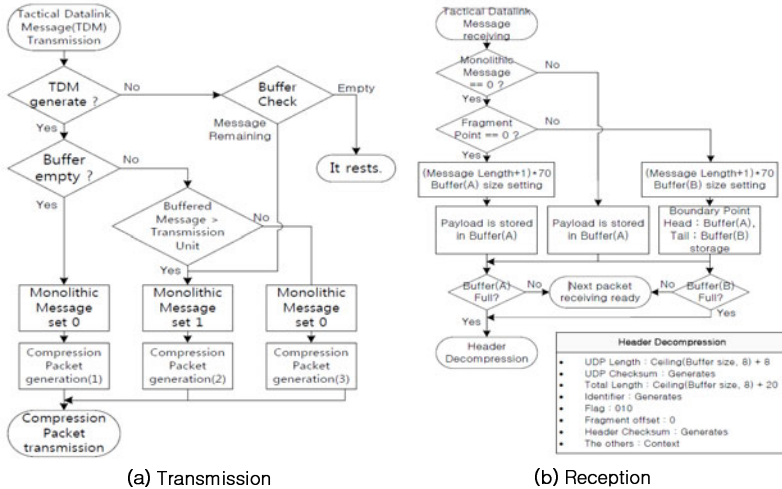 Tactical Datalink
Message(TDM)
Transmission
TDM
generate ?
No
Buffer
Check
Empty
Yes
Message
Remaining
It rests.
Buffer
empty ?
No
Yes
Buffered
Message >
Transmission
Unit
No
Yes
Monolithic
Message
set 0
Monolithic
Message
set 1
Monolithic
Message
set 0
Compression
Packet
generation(1)
Compression
Packet
generation(2)
Compression
Packet
generation(3)
Compression
Packet
transmission
(a) Transmission
Tactical Datalink
Message
receiving
Monolithic
Message
== 0 ?
No
Yes
Fragment
Point == 0 ?
No
Yes
(Message Length+1)*70
Buffer(A) size setting
(Message Length+1)*70
Buffer(B) size setting
Payload is stored
in Buffer(A)
Payload is stored
in Buffer(A)
Boundary Point
Head : Buffer(A),
Tail : Buffer(B)
storage
Buffer(A)
Full?
No
Next packet
receiving ready
No
Buffer(B)
Full?
Yes
Yes
Header
Decompression
Header Decompression
• UDP Length : Ceiling(Buffer size, 8) + 8
• UDP Checksum : Generates
• Total Length : Ceiling(Buffer size, 8) + 20
• Identifier : Generates
• Flag : 010
• Fragment offset : 0
• Header Checksum : Generates
• The others : Context
(b) Reception